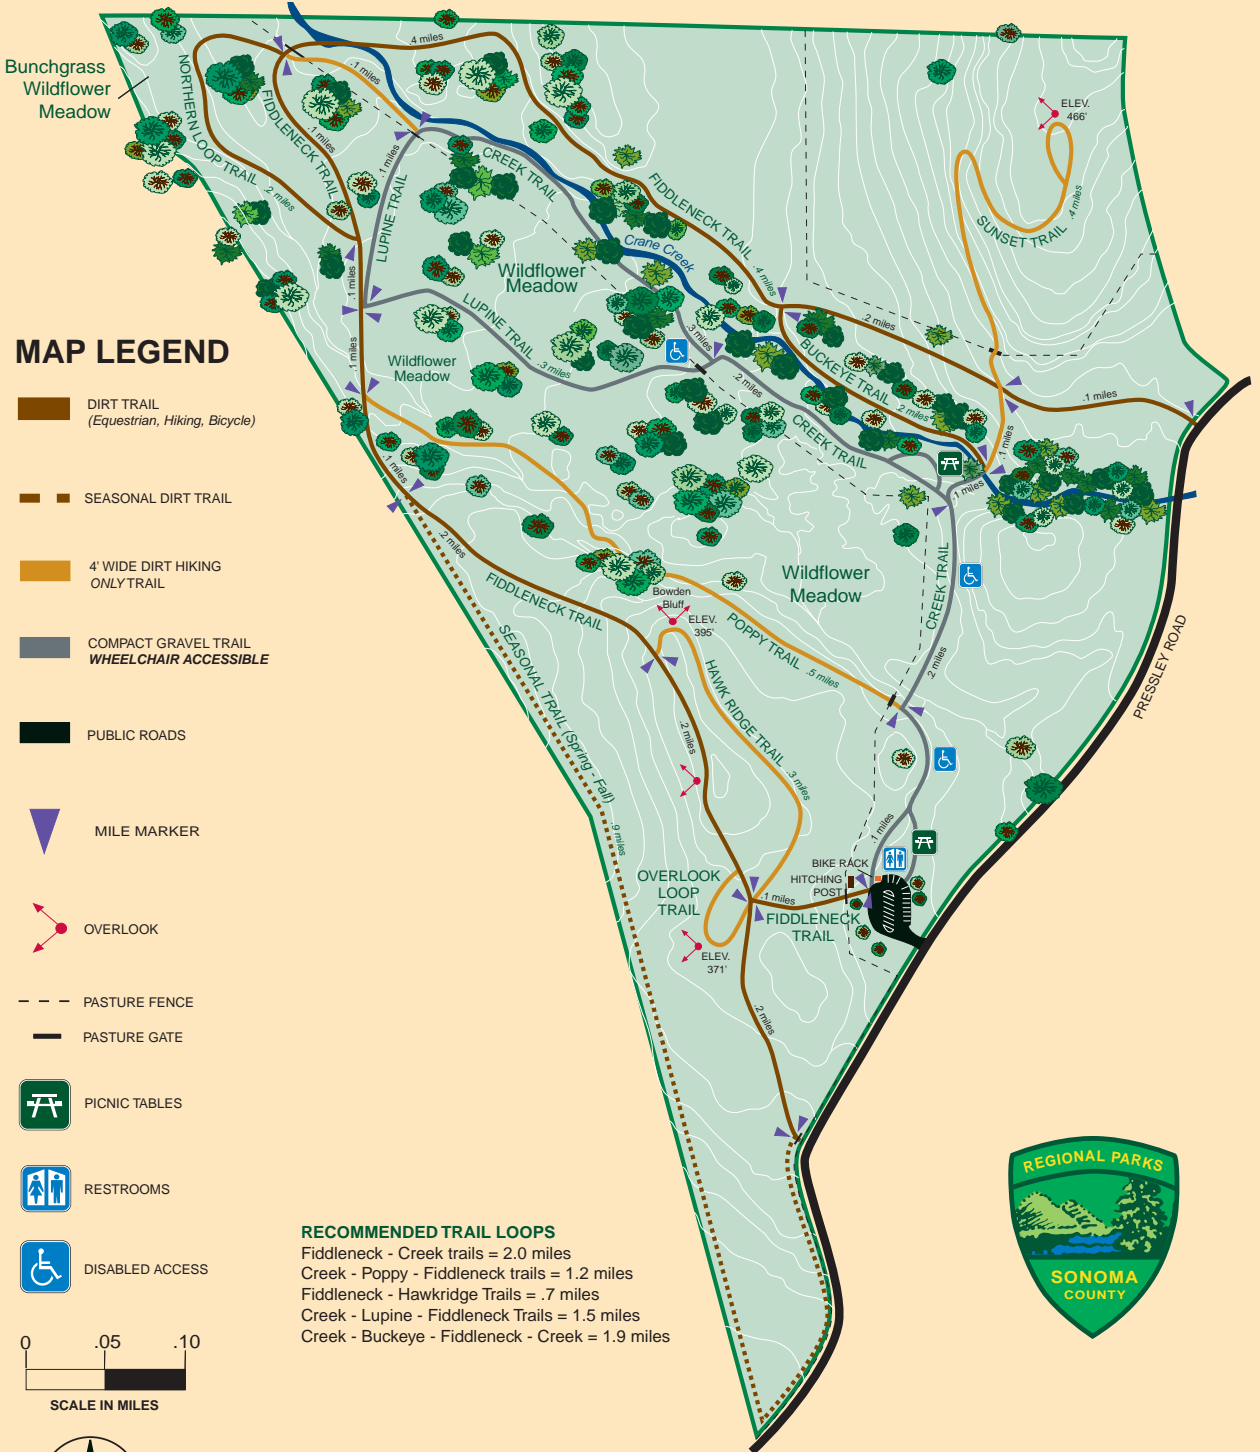 Bunchgrass
Wildflower
Meadow
NORTHERN LOOP TRAIL .2 miles
FIDDLENECK TRAIL
.1 miles
.4 miles
.1 miles
.1 miles
LUPINE TRAIL
CREEK TRAIL
FIDDLENECK TRAIL .4 miles
Crane Creek
Wildflower
Meadow
ELEV.
466'
SUNSET TRAIL
.4 miles
.1 miles
LUPINE TRAIL
.3 miles
.3 miles
.2 miles
.2 miles
BUCKEYE TRAIL
.2 miles
CREEK TRAIL
.1 miles
.1 miles
.1 miles
Wildflower
Meadow
.1 miles
.1 miles
.2 miles
FIDDLENECK TRAIL
SEASONAL TRAIL (Spring - Fall)
.9 miles
Bowden
Bluff
ELEV.
395'
Wildflower
Meadow
POPPY TRAIL .5 miles
CREEK TRAIL
.2 miles
PRESSLEY ROAD
HAWK RIDGE TRAIL .3 miles
.2 miles
.1 miles
BIKE RACK
HITCHING
POST
OVERLOOK
LOOP
TRAIL
.1 miles
FIDDLENECK
TRAIL
ELEV.
371'
.2 miles
MAP LEGEND
DIRT TRAIL
(Equestrian, Hiking, Bicycle)
SEASONAL DIRT TRAIL
4' WIDE DIRT HIKING
ONLY TRAIL
COMPACT GRAVEL TRAIL
WHEELCHAIR ACCESSIBLE
PUBLIC ROADS
MILE MARKER
OVERLOOK
PASTURE FENCE
PASTURE GATE
PICNIC TABLES
RESTROOMS
DISABLED ACCESS
0 .05 .10
SCALE IN MILES
RECOMMENDED TRAIL LOOPS
Fiddleneck - Creek trails = 2.0 miles
Creek - Poppy - Fiddleneck trails = 1.2 miles
Fiddleneck - Hawkridge Trails = .7 miles
Creek - Lupine - Fiddleneck Trails = 1.5 miles
Creek - Buckeye - Fiddleneck - Creek = 1.9 miles
REGIONAL PARKS
SONOMA
COUNTY